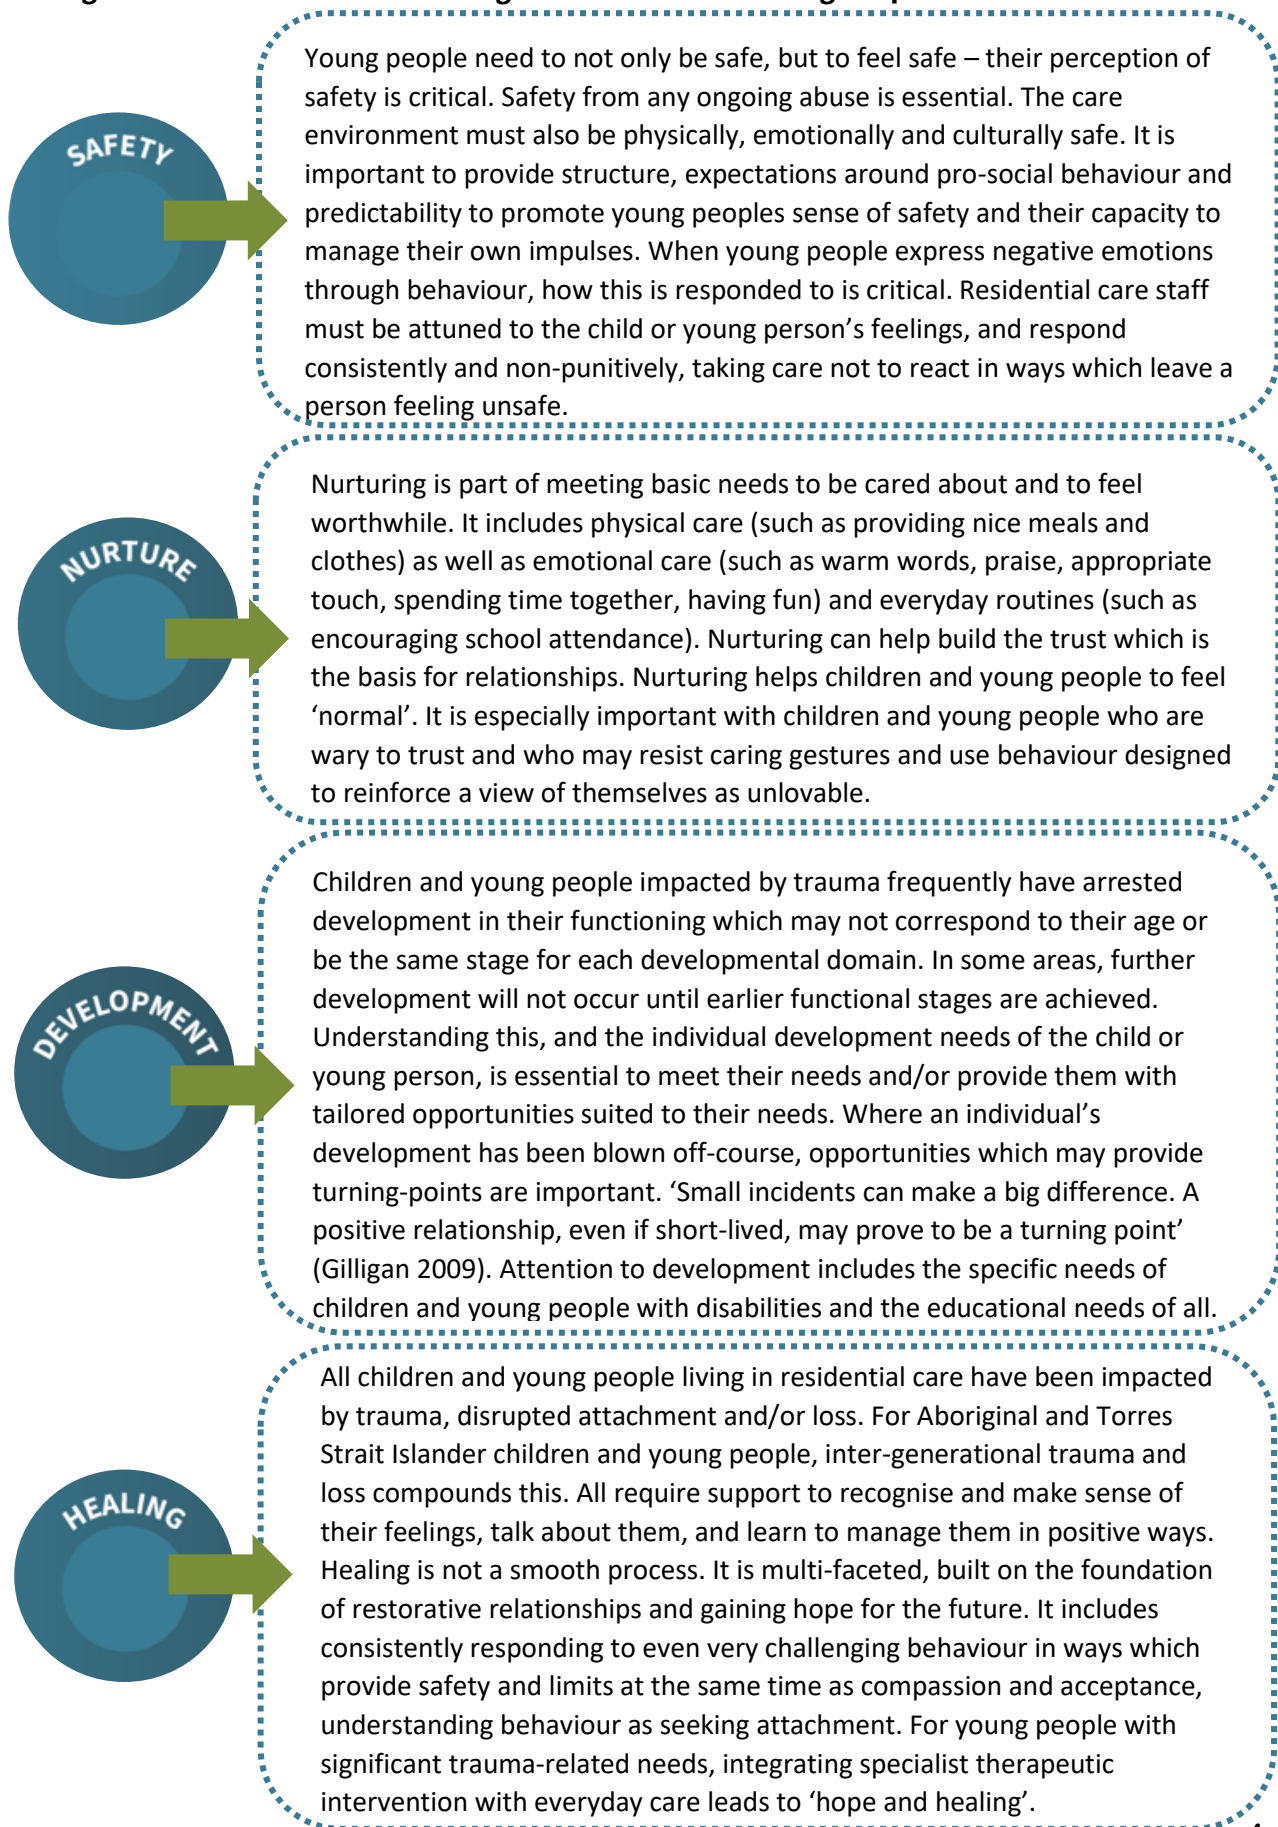 SAFETY
Young people need to not only be safe, but to feel safe – their perception of
safety is critical. Safety from any ongoing abuse is essential. The care
environment must also be physically, emotionally and culturally safe. It is
important to provide structure, expectations around pro-social behaviour and
predictability to promote young peoples sense of safety and their capacity to
manage their own impulses. When young people express negative emotions
through behaviour, how this is responded to is critical. Residential care staff
must be attuned to the child or young person’s feelings, and respond
consistently and non-punitively, taking care not to react in ways which leave a
person feeling unsafe.
NURTURE
Nurturing is part of meeting basic needs to be cared about and to feel
worthwhile. It includes physical care (such as providing nice meals and
clothes) as well as emotional care (such as warm words, praise, appropriate
touch, spending time together, having fun) and everyday routines (such as
encouraging school attendance). Nurturing can help build the trust which is
the basis for relationships. Nurturing helps children and young people to feel
‘normal’. It is especially important with children and young people who are
wary to trust and who may resist caring gestures and use behaviour designed
to reinforce a view of themselves as unlovable.
DEVELOPMENT
Children and young people impacted by trauma frequently have arrested
development in their functioning which may not correspond to their age or
be the same stage for each developmental domain. In some areas, further
development will not occur until earlier functional stages are achieved.
Understanding this, and the individual development needs of the child or
young person, is essential to meet their needs and/or provide them with
tailored opportunities suited to their needs. Where an individual’s
development has been blown off-course, opportunities which may provide
turning-points are important. ‘Small incidents can make a big difference. A
positive relationship, even if short-lived, may prove to be a turning point’
(Gilligan 2009). Attention to development includes the specific needs of
children and young people with disabilities and the educational needs of all.
HEALING
All children and young people living in residential care have been impacted
by trauma, disrupted attachment and/or loss. For Aboriginal and Torres
Strait Islander children and young people, inter-generational trauma and
loss compounds this. All require support to recognise and make sense of
their feelings, talk about them, and learn to manage them in positive ways.
Healing is not a smooth process. It is multi-faceted, built on the foundation
of restorative relationships and gaining hope for the future. It includes
consistently responding to even very challenging behaviour in ways which
provide safety and limits at the same time as compassion and acceptance,
understanding behaviour as seeking attachment. For young people with
significant trauma-related needs, integrating specialist therapeutic
intervention with everyday care leads to ‘hope and healing’.